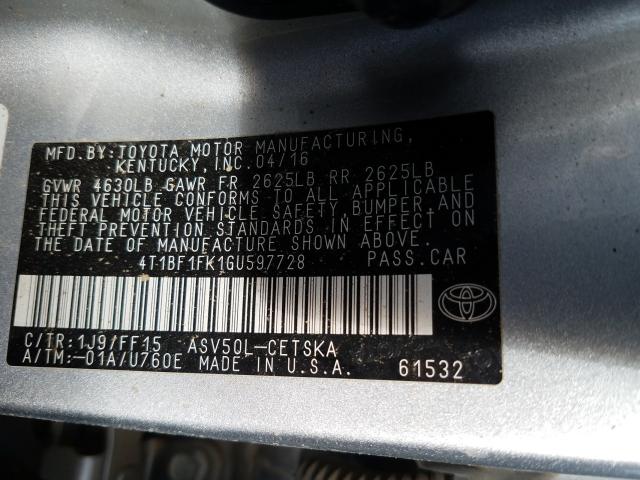 MFD.BY:TOYOTA MOTOR MANUFACTURING,
KENTUCKY,INC.04/16
GVWR 4630LB GAWR FR 2625LB RR 2625LB
THIS VEHICLE CONFORMS TO ALL APPLICABLE
FEDERAL MOTOR VEHICLE SAFETY,BUMPER,AND
THEFT PREVENTION STANDARDS IN EFFECT ON
THE DATE OF MANUFACTURE SHOWN ABOVE.
4T1BF1FK1GU597728 PASS.CAR
C/TR:1J9/FF15 ASV50L-CETSKA
A/TM:-01A/U760E MADE IN U.S.A. 61532